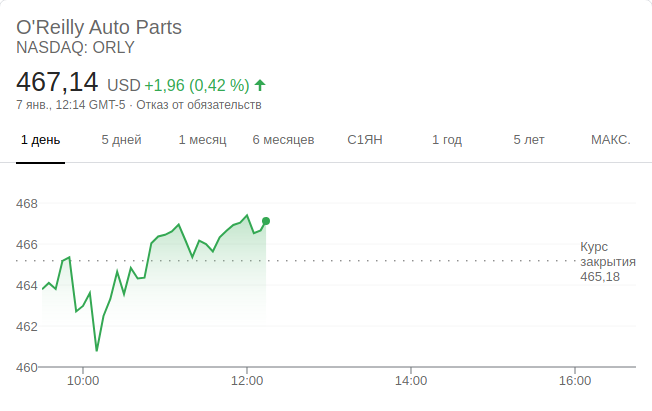 O'Reilly Auto Parts
NASDAQ: ORLY
467,14 USD +1,96 (0,42 %)
7 янв., 12:14 GMT-5 · Отказ от обязательств
1 день 5 дней 1 месяц 6 месяцев С1ЯН 1 год 5 лет МАКС.
468
466
464
462
460
Курс
закрытия
465,18
10:00 12:00 14:00 16:00